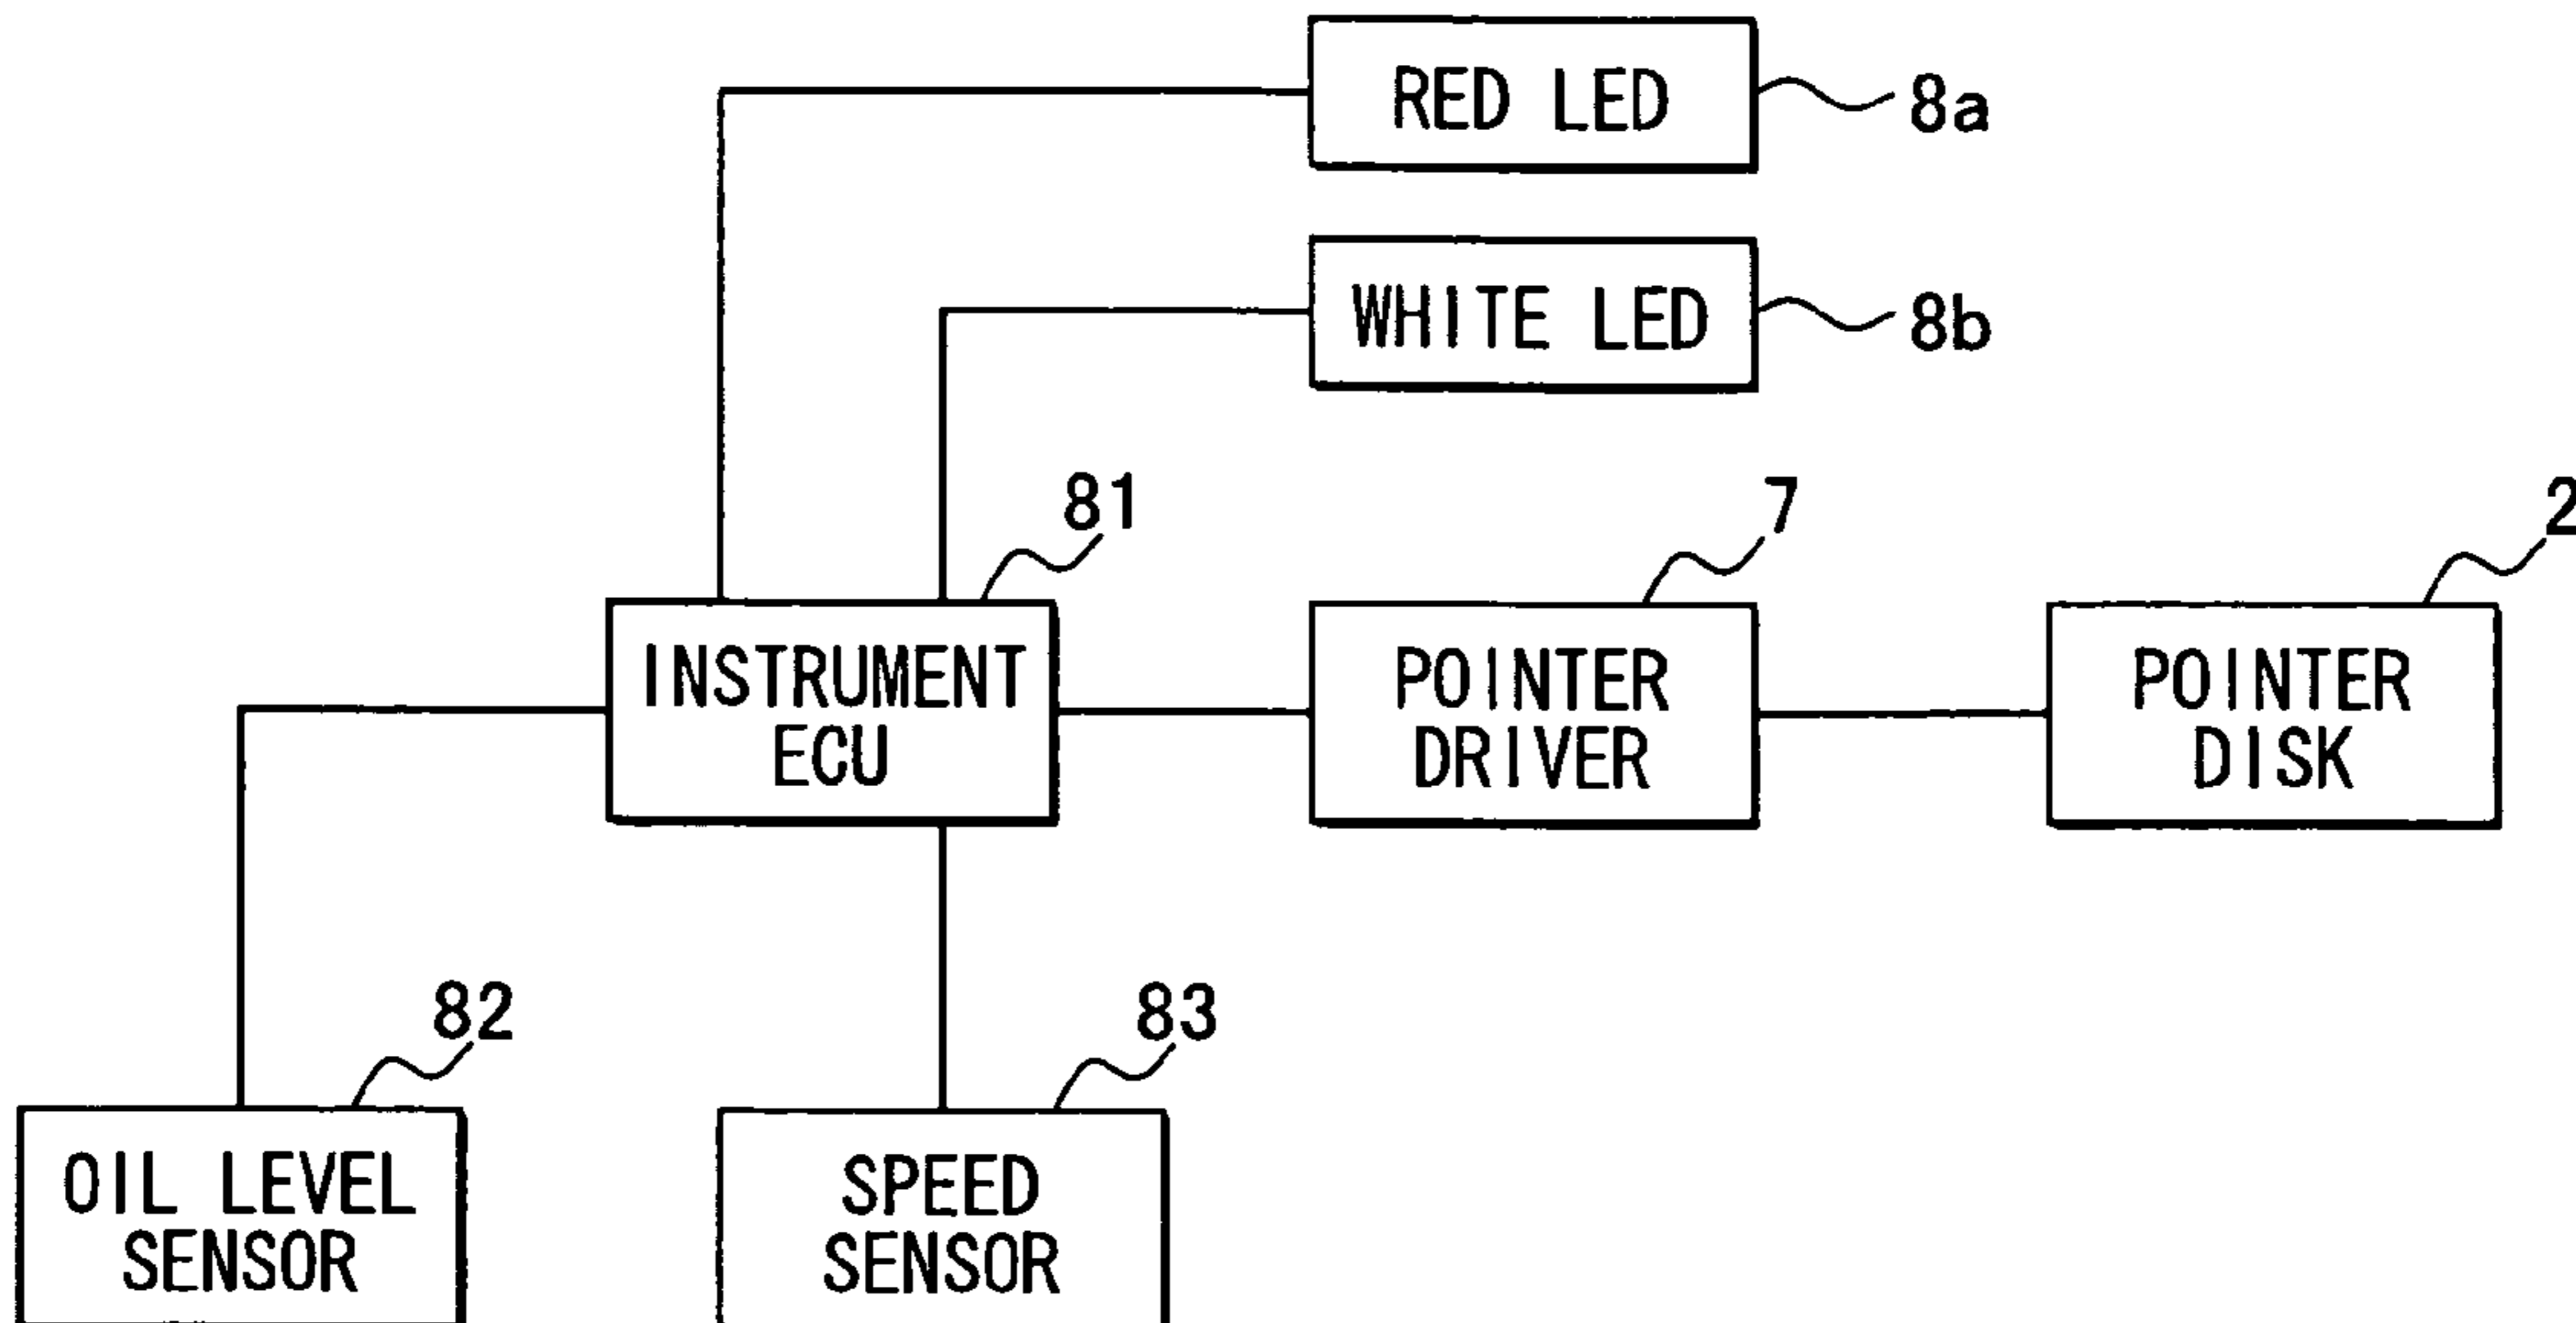 RED LED
8a
WHITE LED
8b
81
7
2
INSTRUMENT
ECU
POINTER
DRIVER
POINTER
DISK
82
83
OIL LEVEL
SENSOR
SPEED
SENSOR